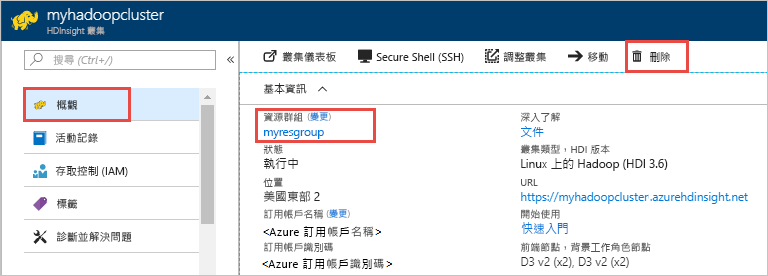 myhadoopcluster
HDInsight 叢集
搜尋 (Ctrl+/)
概觀
活動記錄
存取控制 (IAM)
標籤
診斷並解決問題
叢集儀表板 Secure Shell (SSH) 調整叢集 移動 刪除
基本資訊
資源群組 (變更)
myresgroup
狀態
執行中
位置
美國東部 2
訂用帳戶名稱 (變更)
<Azure 訂用帳戶名稱>
訂用帳戶識別碼
<Azure 訂用帳戶識別碼>
深入了解
文件
叢集類型，HDI 版本
Linux 上的 Hadoop (HDI 3.6)
URL
https://myhadoopcluster.azurehdinsight.net
開始使用
快速入門
前端節點，背景工作角色節點
D3 v2 (x2), D3 v2 (x2)